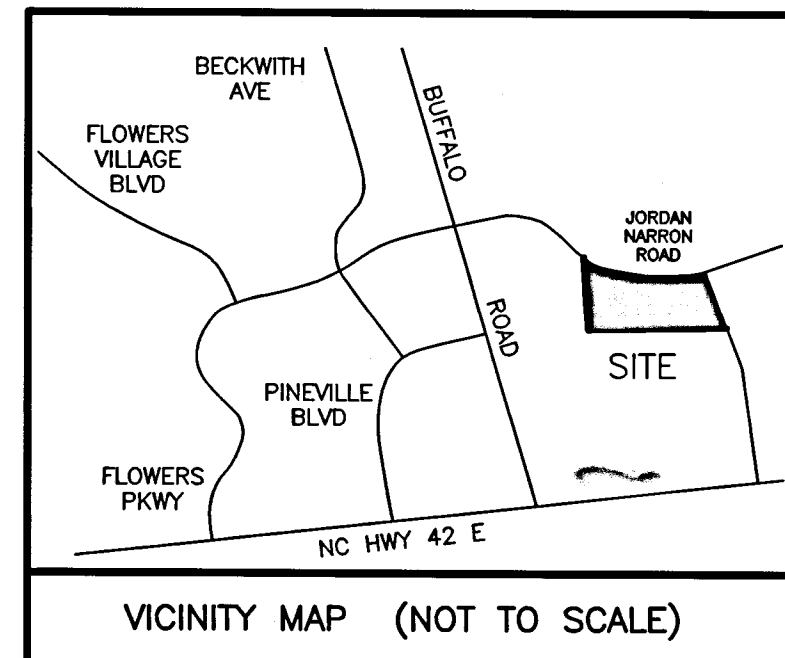 BECKWITH
AVE
FLOWERS
VILLAGE
BLVD
BUFFALO
ROAD
JORDAN
NARRON
ROAD
SITE
PINEVILLE
BLVD
FLOWERS
PKWY
NC HWY 42 E
VICINITY MAP (NOT TO SCALE)